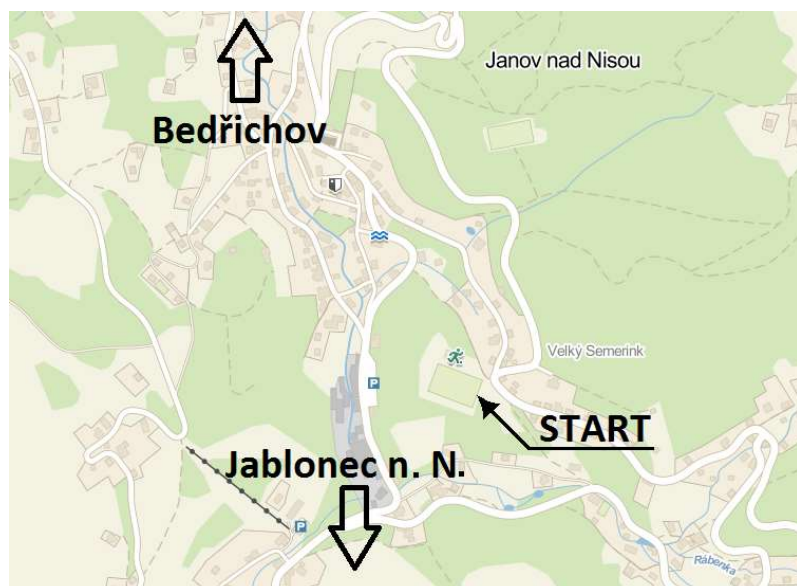 Janov nad Nisou
Bedřichov
P
Velký Semerink
START
Jablonec n. N.
P
Rábenka